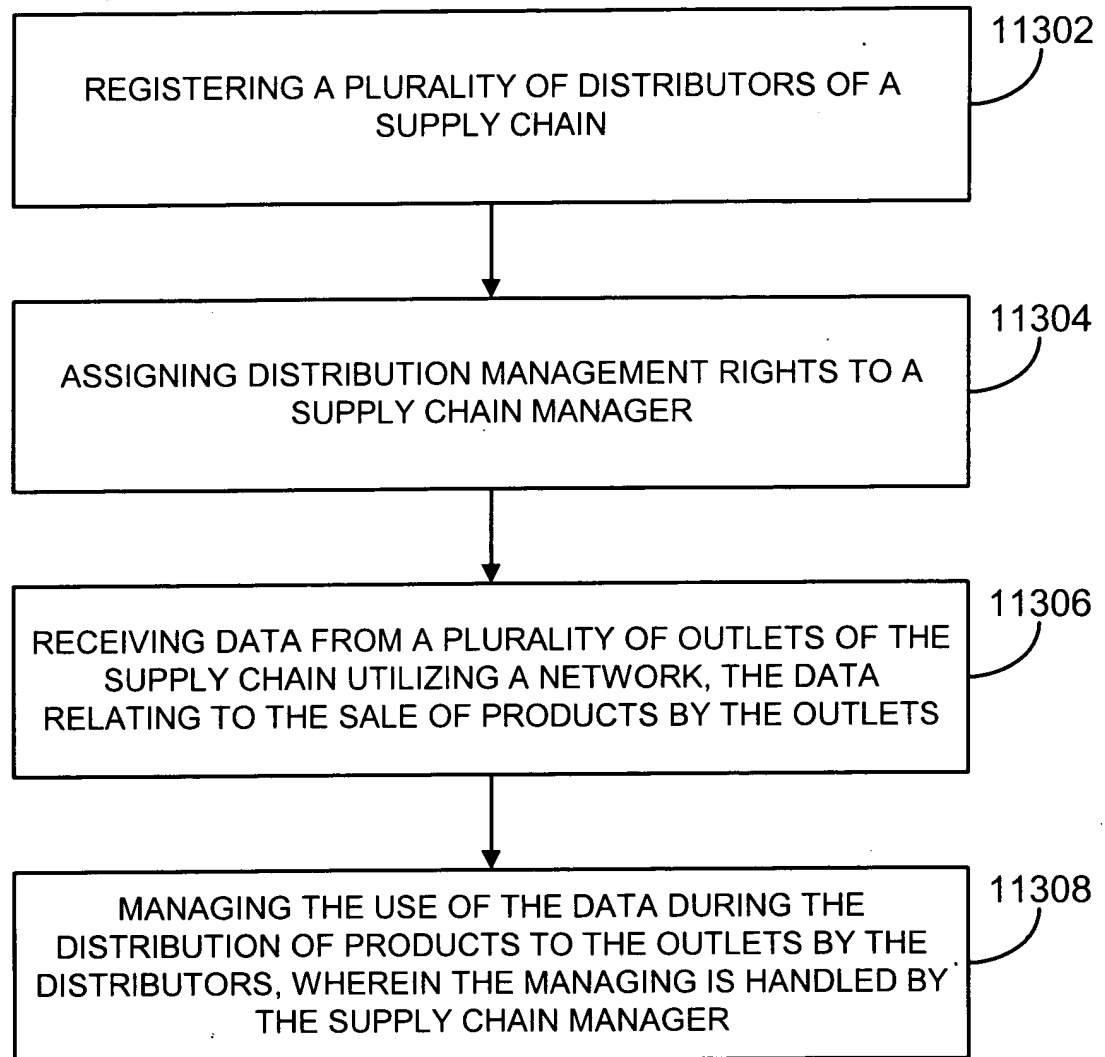 11302
REGISTERING A PLURALITY OF DISTRIBUTORS OF A
SUPPLY CHAIN
11304
ASSIGNING DISTRIBUTION MANAGEMENT RIGHTS TO A
SUPPLY CHAIN MANAGER
11306
RECEIVING DATA FROM A PLURALITY OF OUTLETS OF THE
SUPPLY CHAIN UTILIZING A NETWORK, THE DATA
RELATING TO THE SALE OF PRODUCTS BY THE OUTLETS
11308
MANAGING THE USE OF THE DATA DURING THE
DISTRIBUTION OF PRODUCTS TO THE OUTLETS BY THE
DISTRIBUTORS, WHEREIN THE MANAGING IS HANDLED BY
THE SUPPLY CHAIN MANAGER